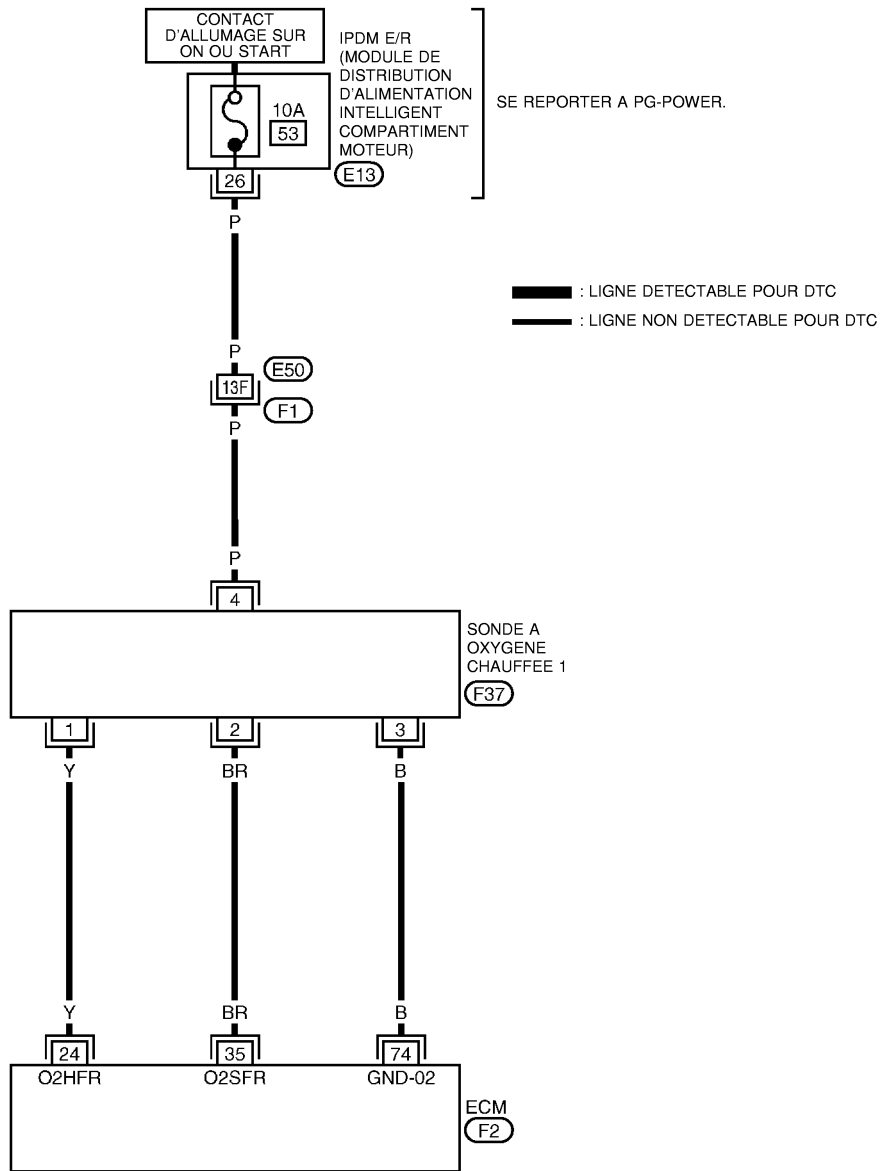 CONTACT
D'ALLUMAGE SUR
ON OU START
IPDM E/R
(MODULE DE
DISTRIBUTION
D'ALIMENTATION
INTELLIGENT
COMPARTIMENT
MOTEUR)
E13
SE REPORTER A PG-POWER.
10A
53
26
P
: LIGNE DETECTABLE POUR DTC
: LIGNE NON DETECTABLE POUR DTC
P
E50
13F
F1
P
P
4
SONDE A
OXYGENE
CHAUFFEE 1
F37
1 2 3
Y BR B
Y BR B
24 35 74
O2HFR O2SFR GND-02
ECM
F2